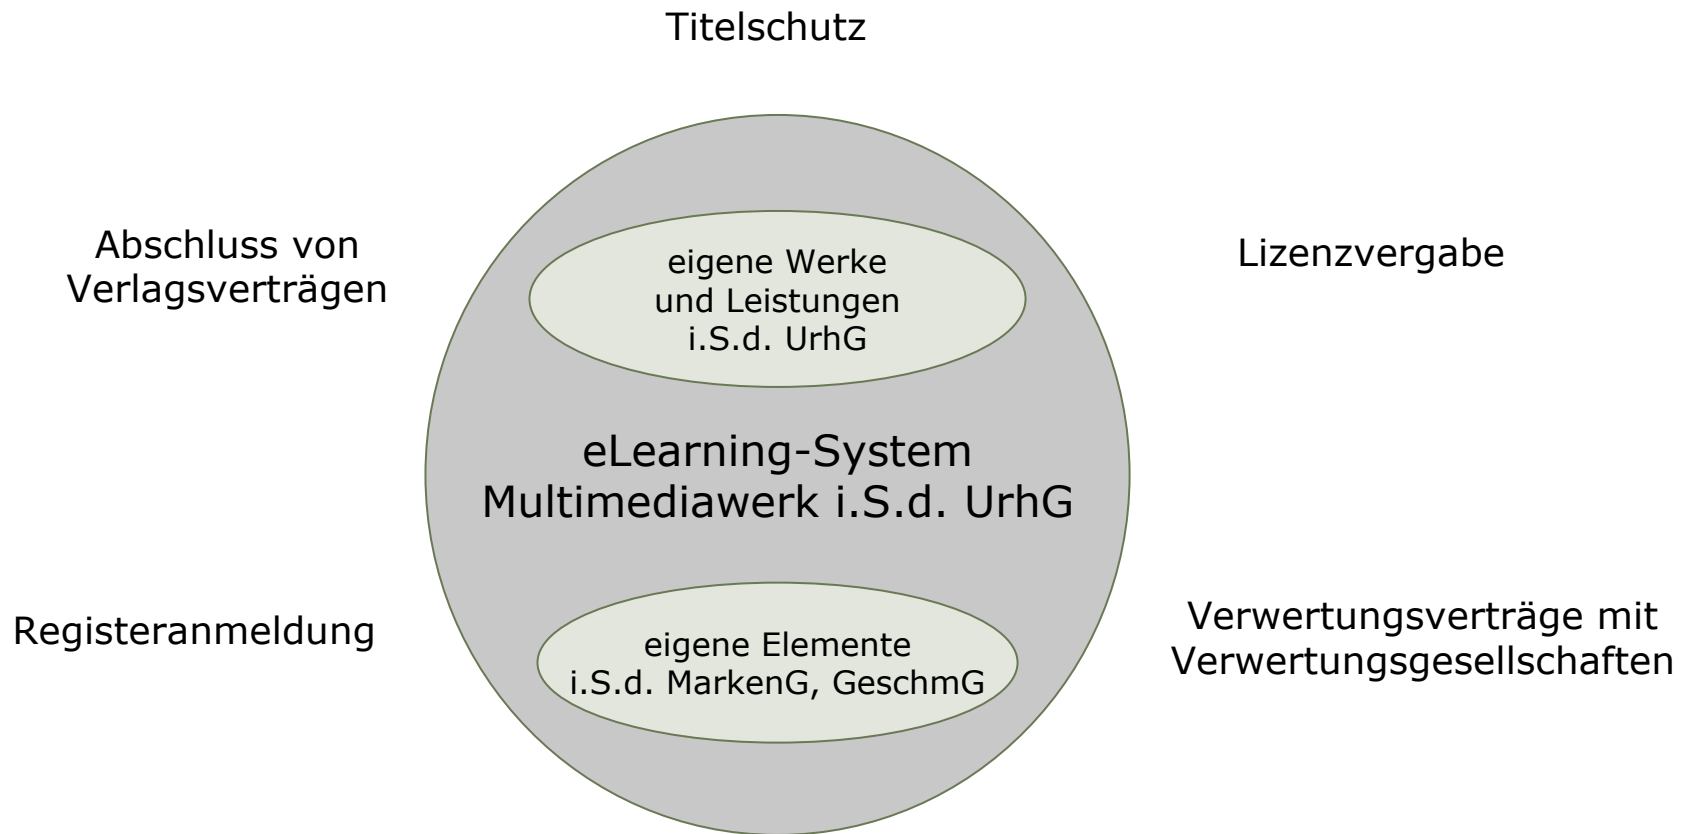 Titelschutz
Abschluss von
Verlagsverträgen
eigene Werke
und Leistungen
i.S.d. UrhG
Lizenzvergabe
eLearning-System
Multimediawerk i.S.d. UrhG
Registeranmeldung
eigene Elemente
i.S.d. MarkenG, GeschmG
Verwertungsverträge mit
Verwertungsgesellschaften